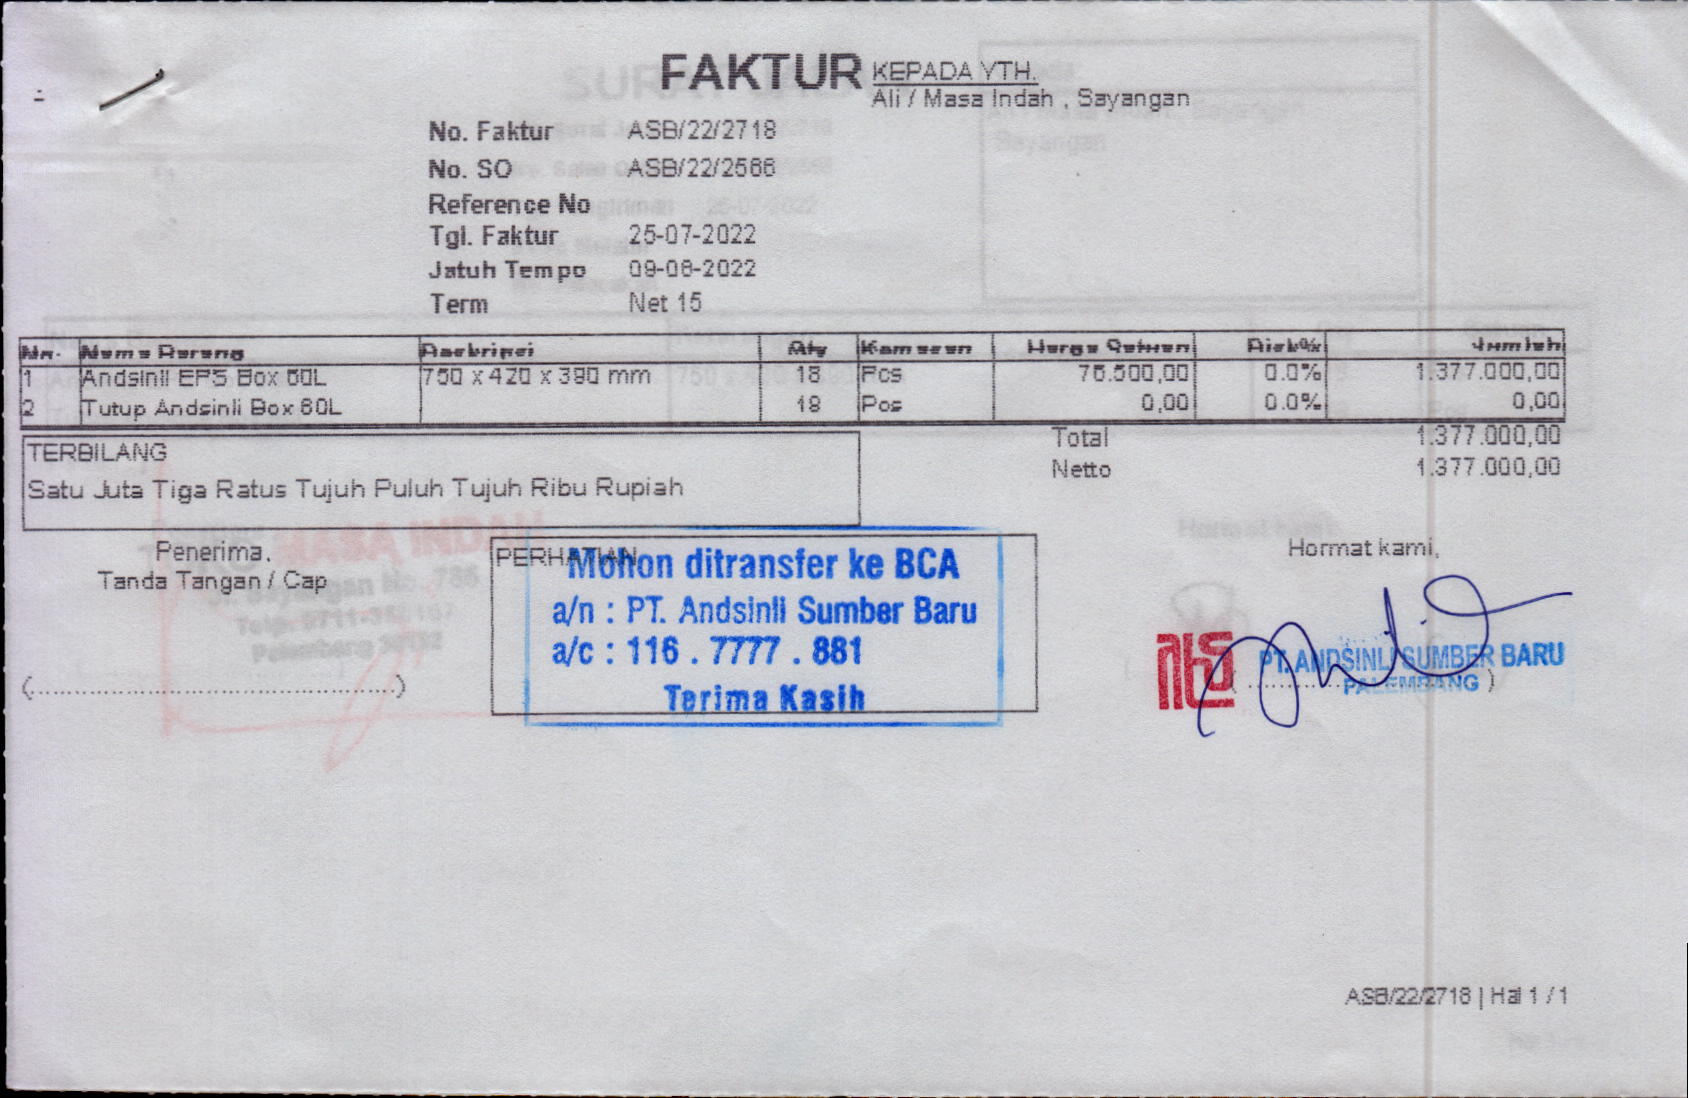 FAKTUR
KEPADA YTH.
Ali / Masa Indah , Sayangan
No. Faktur ASB/22/2718
No. SO ASB/22/2566
Reference No
Tgl. Faktur 25-07-2022
Jatuh Tempo 09-08-2022
Term Net 15
No. Nama Barang Deskripsi Qty Kemasan Harga Satuan Disk% Jumlah
1 Andsinli EPS Box 60L 750 x 420 x 390 mm 18 Pcs 76.500,00 0.0% 1.377.000,00
2 Tutup Andsinli Box 60L 18 Pcs 0,00 0.0% 0,00
TERBILANG
Satu Juta Tiga Ratus Tujuh Puluh Tujuh Ribu Rupiah
Total 1.377.000,00
Netto 1.377.000,00
Penerima.
Tanda Tangan / Cap
(..........................................)
PERHATIAN
Mohon ditransfer ke BCA
a/n : PT. Andsinli Sumber Baru
a/c : 116 . 7777 . 881
Terima Kasih
Hormat kami,
PT. ANDSINLI SUMBER BARU
PALEMBANG
MASA INDAH
ASB/22/2718 | Hal 1 / 1